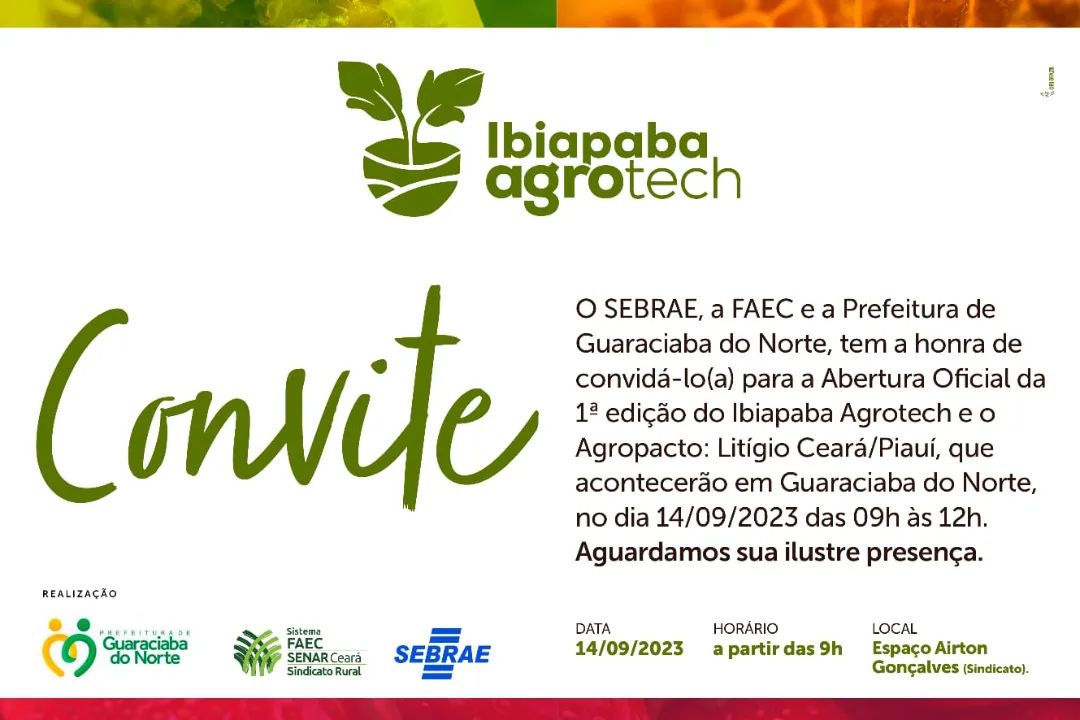 Ibiapaba
agrotech
Convite
O SEBRAE, a FAEC e a Prefeitura de
Guaraciaba do Norte, tem a honra de
convidá-lo(a) para a Abertura Oficial da
1ª edição do Ibiapaba Agrotech e o
Agropacto: Litígio Ceará/Piauí, que
acontecerão em Guaraciaba do Norte,
no dia 14/09/2023 das 09h às 12h.
Aguardamos sua ilustre presença.
REALIZAÇÃO
PREFEITURA DE
Guaraciaba
do Norte
Sistema
FAEC
SENAR Ceará
Sindicato Rural
SEBRAE
DATA
14/09/2023
HORÁRIO
a partir das 9h
LOCAL
Espaço Airton
Gonçalves (Sindicato).